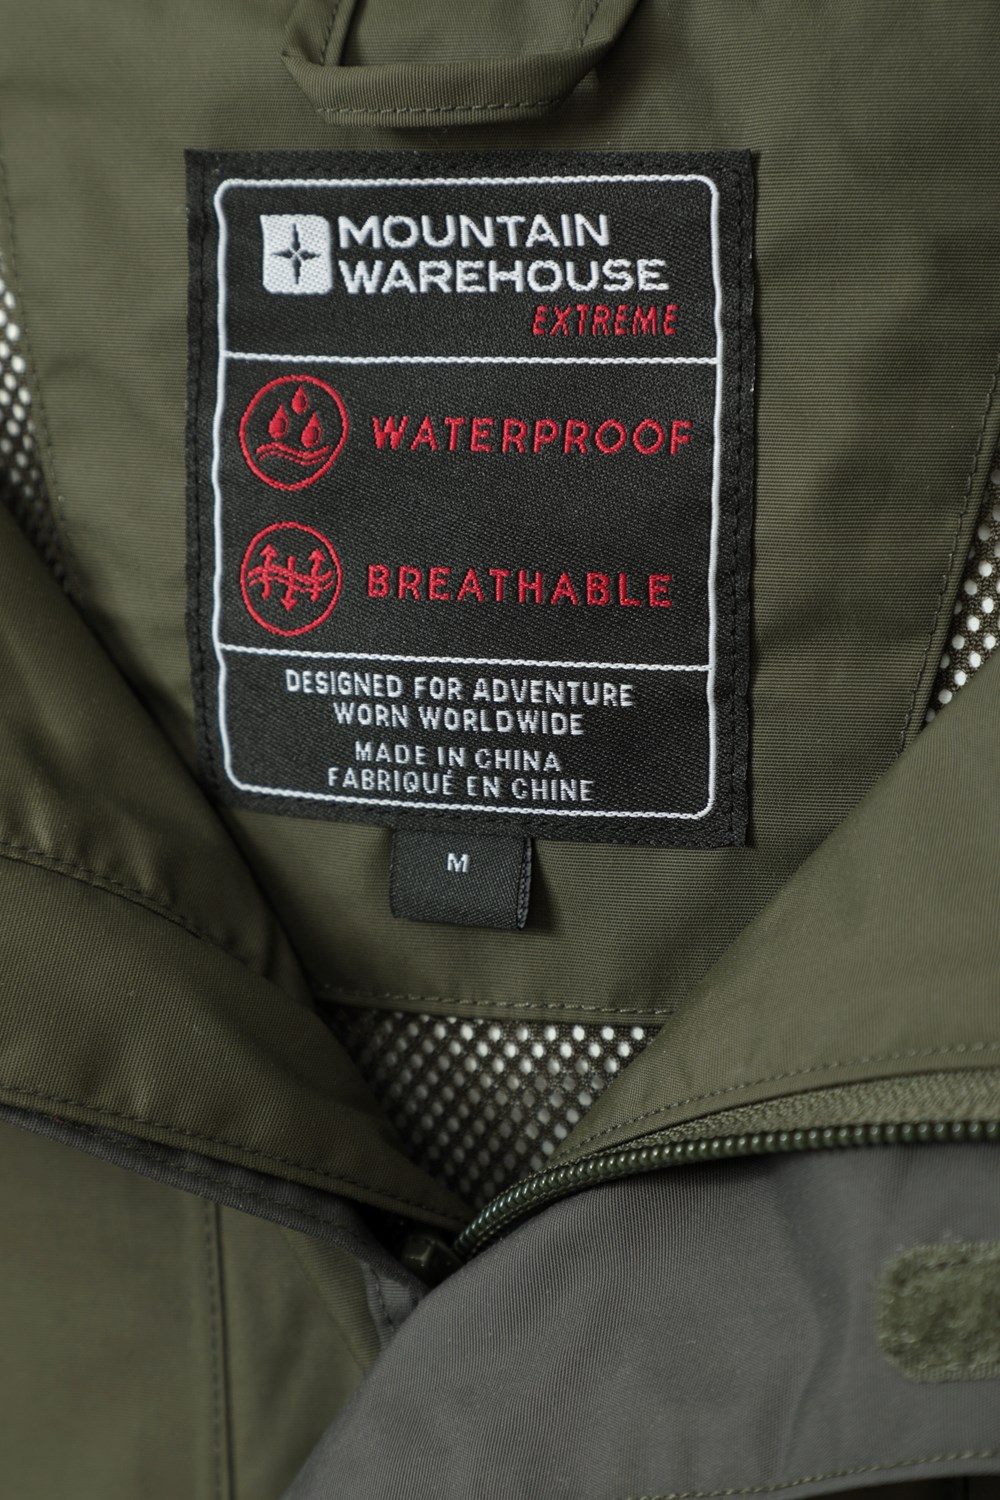 MOUNTAIN
WAREHOUSE
EXTREME
WATERPROOF
BREATHABLE
DESIGNED FOR ADVENTURE
WORN WORLDWIDE
MADE IN CHINA
FABRIQUÉ EN CHINE
M